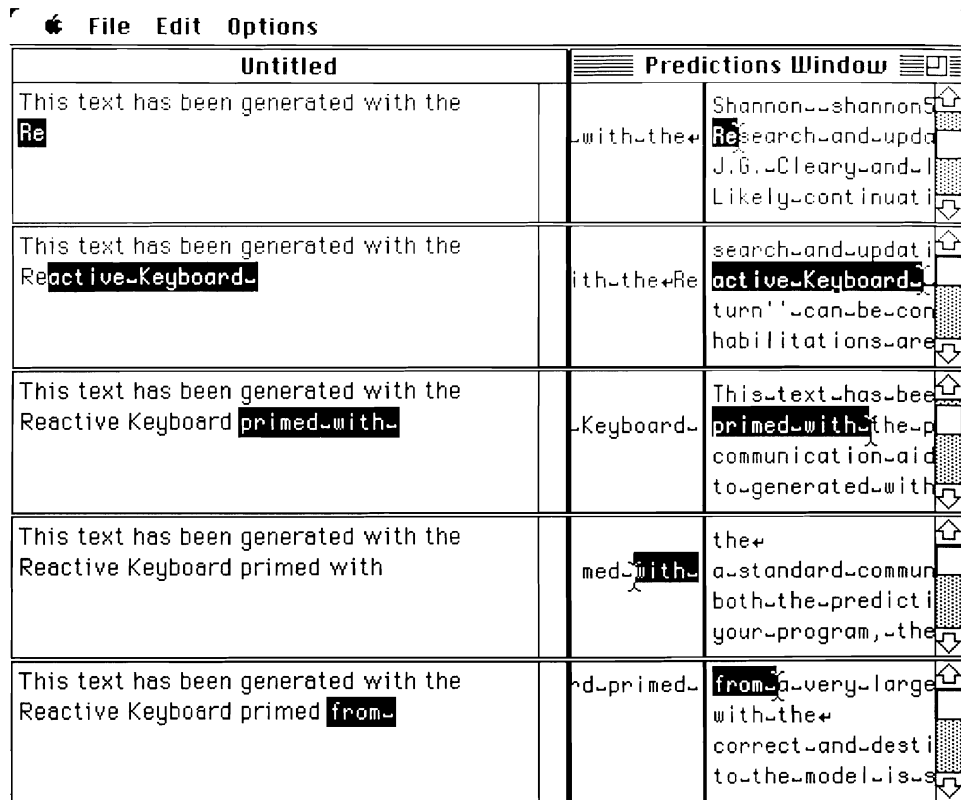 File Edit Options
Untitled
Predictions Window
This text has been generated with the
Re
␣with␣the↵
Shannon␣␣shannon5
Research␣and␣upda
J.G.␣Cleary␣and␣I
Likely␣continuati
This text has been generated with the
Reactive␣Keyboard␣
ith␣the↵Re
search␣and␣updati
active␣Keyboard␣
turn''␣can␣be␣con
habilitations␣are
This text has been generated with the
Reactive Keyboard primed␣with␣
␣Keyboard␣
This␣text␣has␣bee
primed␣with␣the␣p
communication␣aid
to␣generated␣with
This text has been generated with the
Reactive Keyboard primed with
med␣with␣
the↵
a␣standard␣commun
both␣the␣predicti
your␣program,␣the
This text has been generated with the
Reactive Keyboard primed from␣
rd␣primed␣
from␣a␣very␣large
with␣the↵
correct␣and␣desti
to␣the␣model␣is␣s